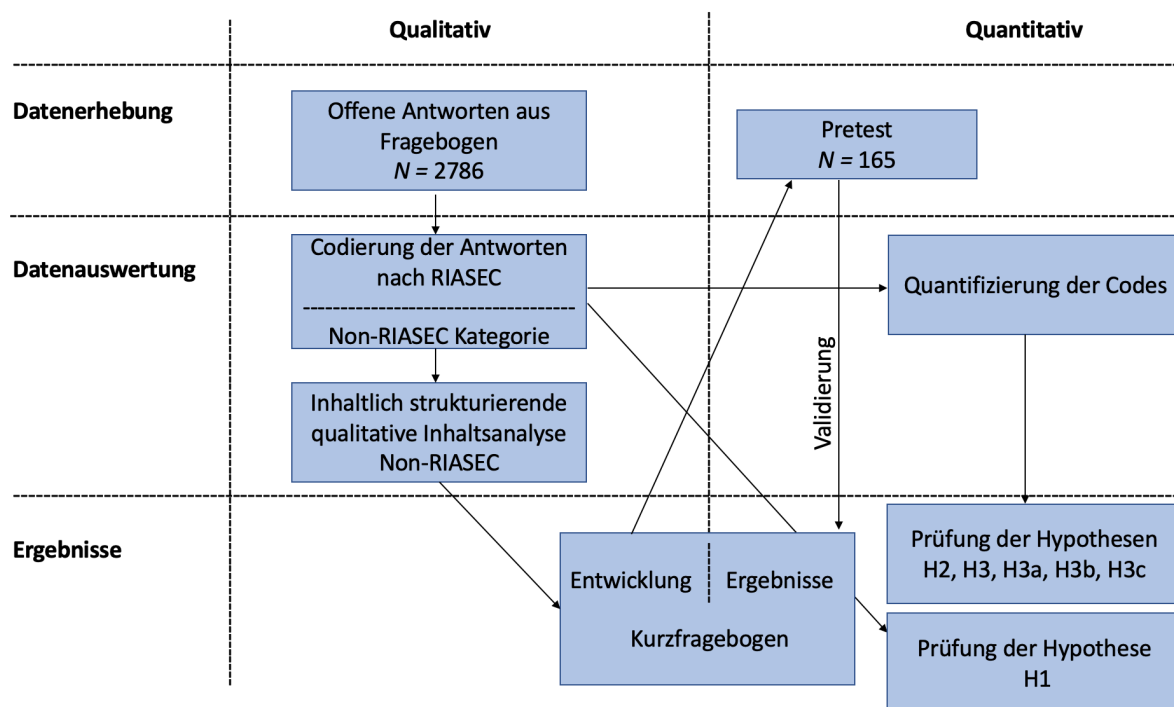 Qualitativ
Quantitativ
Datenerhebung
Offene Antworten aus
Fragebogen
N = 2786
Pretest
N = 165
Datenauswertung
Codierung der Antworten
nach RIASEC
Non-RIASEC Kategorie
Quantifizierung der Codes
Inhaltlich strukturierende
qualitative Inhaltsanalyse
Non-RIASEC
Validierung
Ergebnisse
Entwicklung
Ergebnisse
Kurzfragebogen
Prüfung der Hypothesen
H2, H3, H3a, H3b, H3c
Prüfung der Hypothese
H1